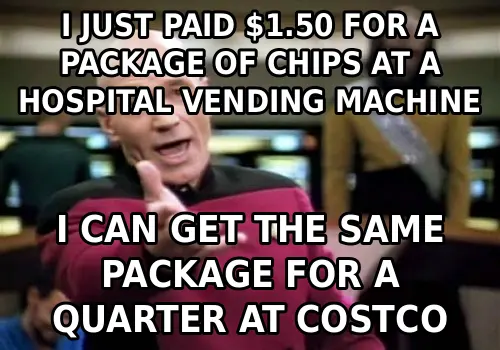 I JUST PAID $1.50 FOR A
PACKAGE OF CHIPS AT A
HOSPITAL VENDING MACHINE
I CAN GET THE SAME
PACKAGE FOR A
QUARTER AT COSTCO